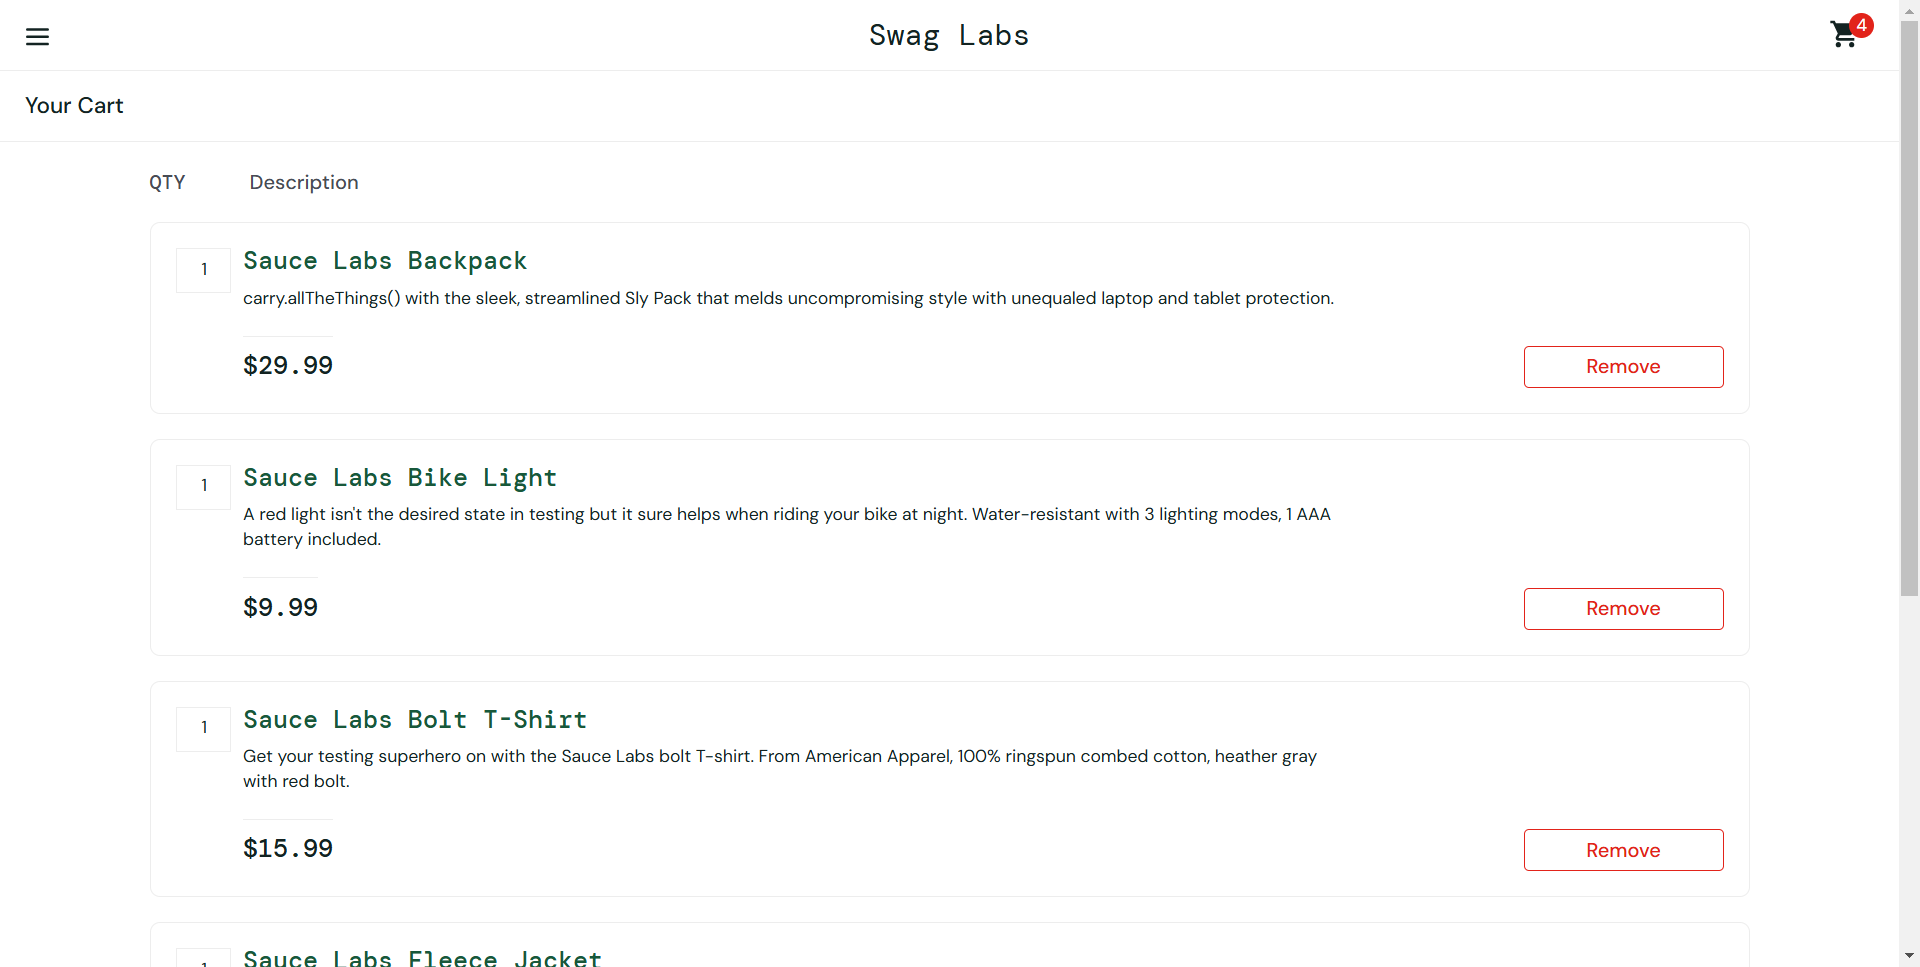 Swag Labs
4
Your Cart
QTY Description
1 Sauce Labs Backpack
carry.allTheThings() with the sleek, streamlined Sly Pack that melds uncompromising style with unequaled laptop and tablet protection.
$29.99 Remove
1 Sauce Labs Bike Light
A red light isn't the desired state in testing but it sure helps when riding your bike at night. Water-resistant with 3 lighting modes, 1 AAA
battery included.
$9.99 Remove
1 Sauce Labs Bolt T-Shirt
Get your testing superhero on with the Sauce Labs bolt T-shirt. From American Apparel, 100% ringspun combed cotton, heather gray
with red bolt.
$15.99 Remove
1 Sauce Labs Fleece Jacket